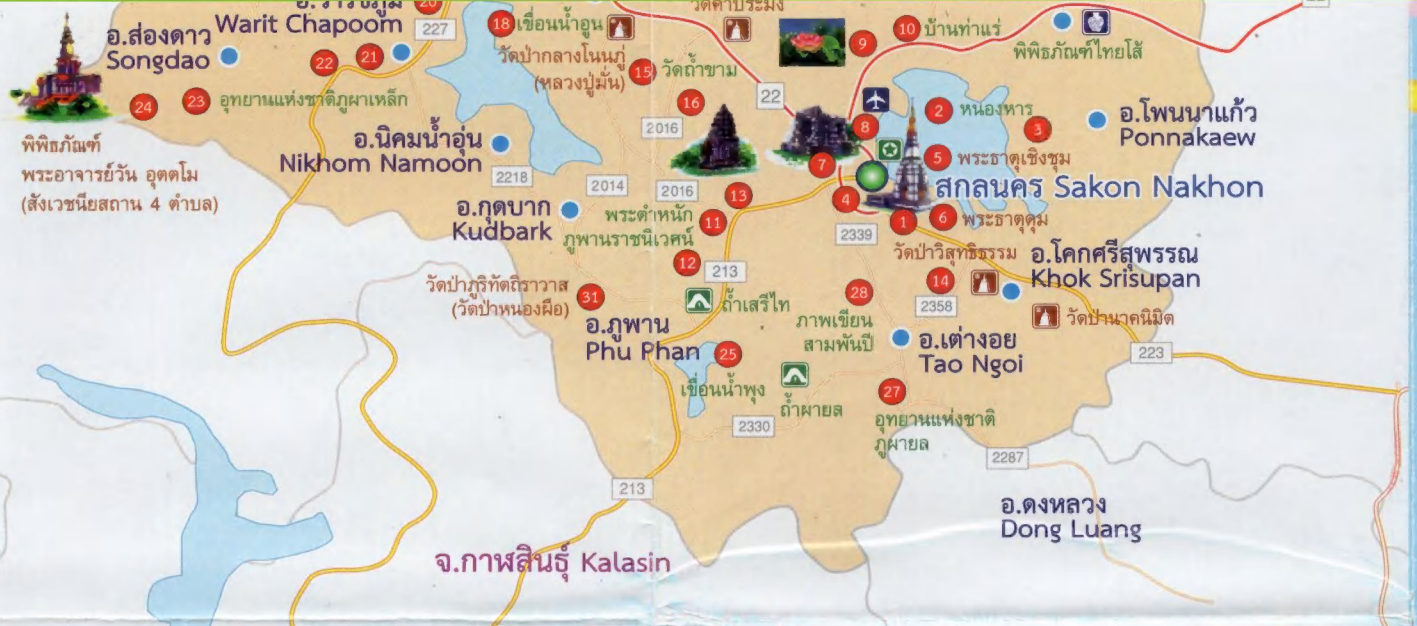 Warit Chapoom
20
227
อ.ส่องดาว
Songdao
22
21
18
เขื่อนน้ำอูน
วัดป่ากลางโนนภู่
(หลวงปู่มั่น)
15
วัดถ้ำขาม
9
10
บ้านท่าแร่
พิพิธภัณฑ์ไทยโส้
24
23
อุทยานแห่งชาติภูผาเหล็ก
พิพิธภัณฑ์
พระอาจารย์วัน อุตตโม
(สังเวชนียสถาน 4 ตำบล)
อ.นิคมน้ำอุ่น
Nikhom Namoon
2218
16
2016
22
8
2
หนองหาร
3
อ.โพนนาแก้ว
Ponnakaew
7
5
พระธาตุเชิงชุม
สกลนคร Sakon Nakhon
2014
2016
13
4
อ.กุดบาก
Kudbark
พระตำหนัก
ภูพานราชนิเวศน์
11
1
6
พระธาตุดุม
2339
วัดป่าวิสุทธิธรรม
อ.โคกศรีสุพรรณ
Khok Srisupan
12
213
14
2358
วัดป่าภูริทัตถิราวาส
(วัดป่าหนองผือ)
31
ถ้ำเสรีไท
28
ภาพเขียน
สามพันปี
วัดป่านาคนิมิต
อ.ภูพาน
Phu Phan
25
เขื่อนน้ำพุง
อ.เต่างอย
Tao Ngoi
223
ถ้ำผายล
27
อุทยานแห่งชาติ
ภูผายล
2330
2287
213
อ.ดงหลวง
Dong Luang
จ.กาฬสินธุ์ Kalasin